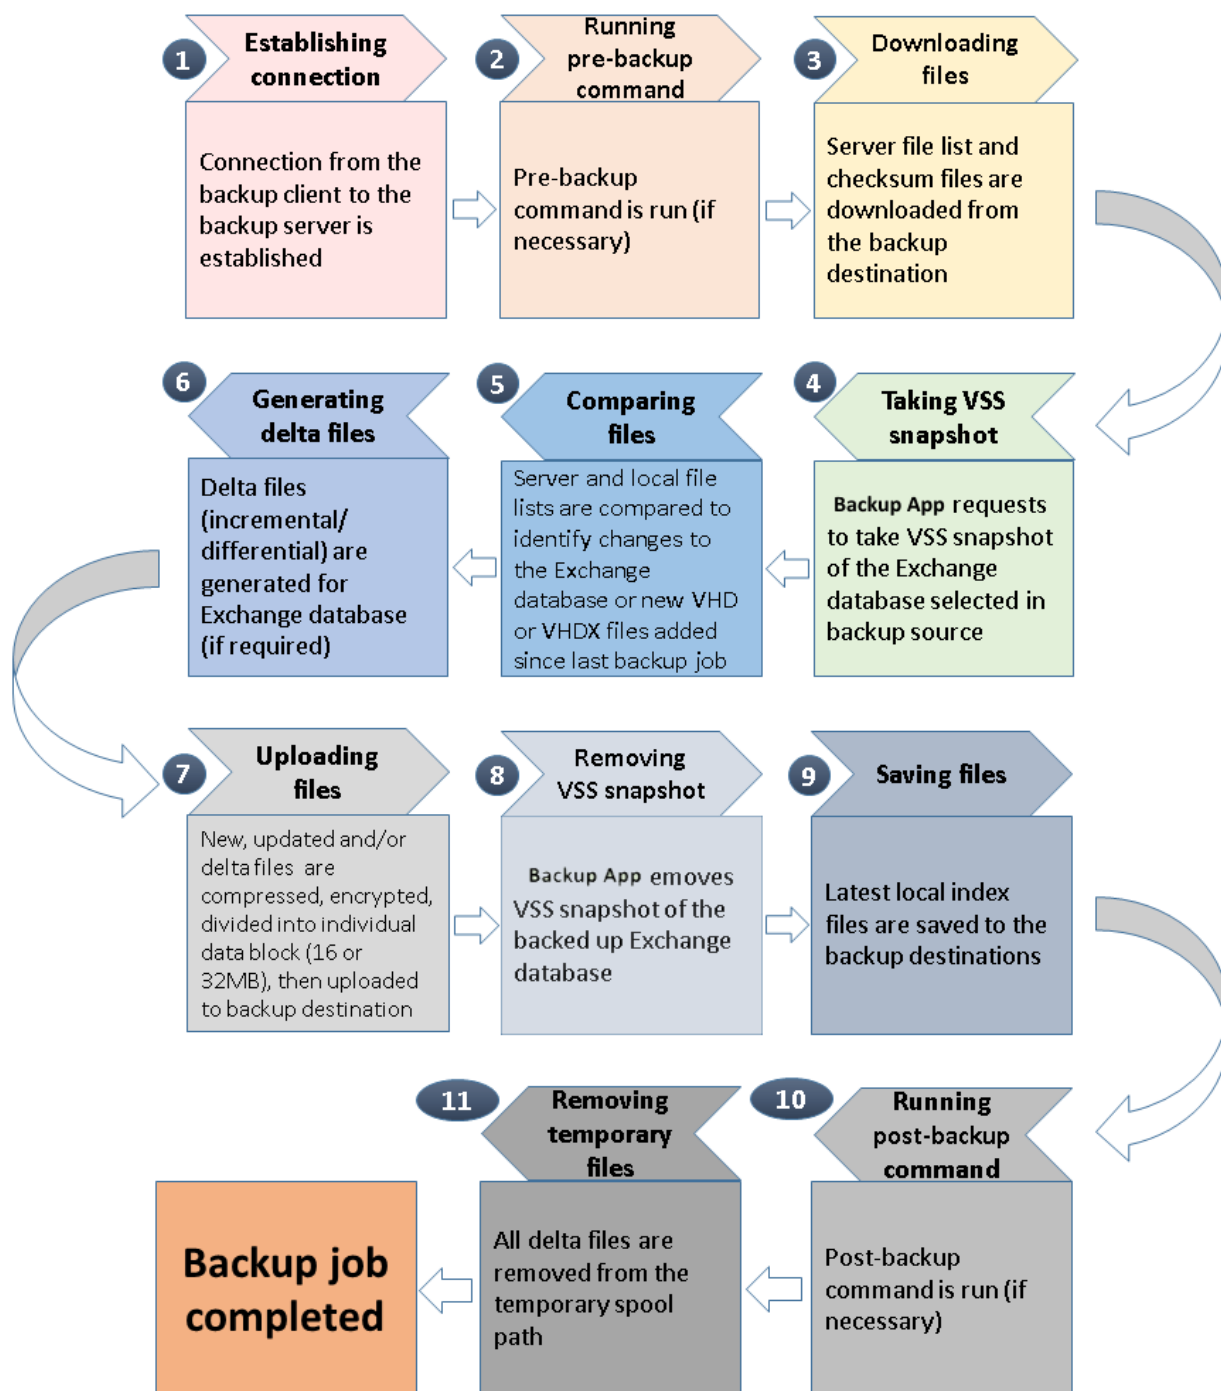 1
Establishing
connection
Connection from the
backup client to the
backup server is
established
2
Running
pre-backup
command
Pre-backup
command is run (if
necessary)
3
Downloading
files
Server file list and
checksum files are
downloaded from
the backup
destination
4
Taking VSS
snapshot
Backup App requests
to take VSS snapshot
of the Exchange
database selected in
backup source
5
Comparing
files
Server and local file
lists are compared to
identify changes to
the Exchange
database or new VHD
or VHDX files added
since last backup job
6
Generating
delta files
Delta files
(incremental/
differential) are
generated for
Exchange database
(if required)
7
Uploading
files
New, updated and/or
delta files are
compressed, encrypted,
divided into individual
data block (16 or
32MB), then uploaded
to backup destination
8
Removing
VSS snapshot
Backup App emoves
VSS snapshot of the
backed up Exchange
database
9
Saving files
Latest local index
files are saved to the
backup destinations
10
Running
post-backup
command
Post-backup
command is run (if
necessary)
11
Removing
temporary
files
All delta files are
removed from the
temporary spool
path
Backup job
completed